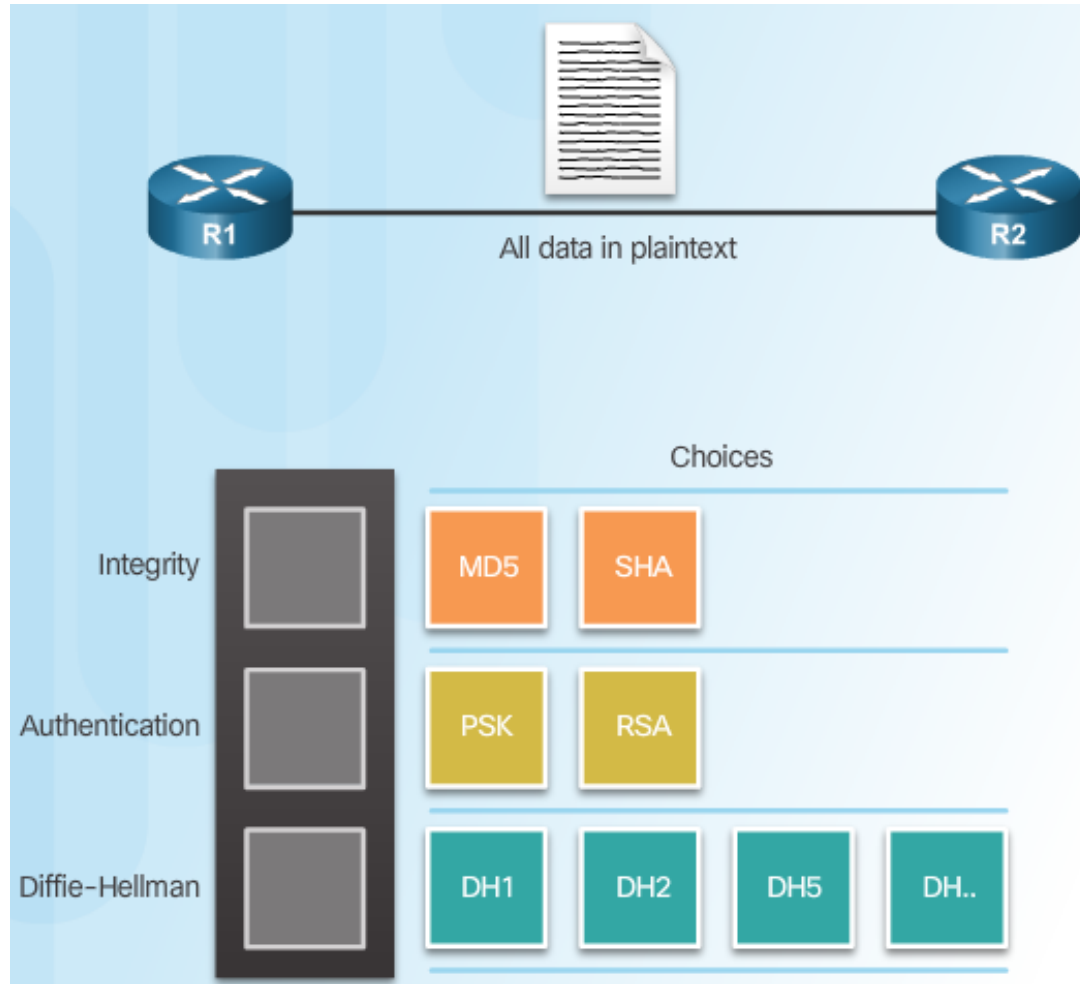 R1
R2
All data in plaintext
Choices
Integrity
MD5
SHA
Authentication
PSK
RSA
Diffie-Hellman
DH1
DH2
DH5
DH..